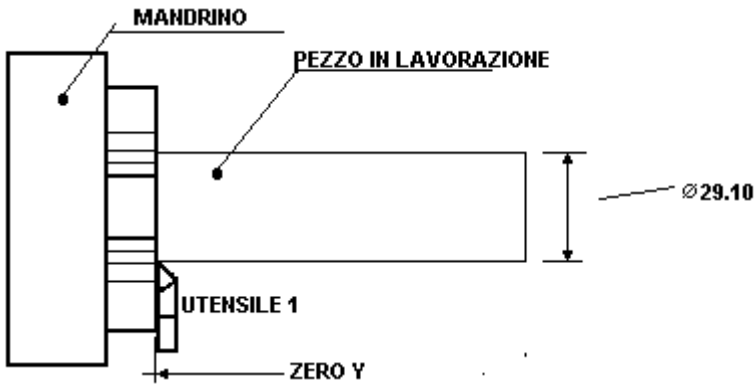 MANDRINO
PEZZO IN LAVORAZIONE
⌀29.10
UTENSILE 1
ZERO Y